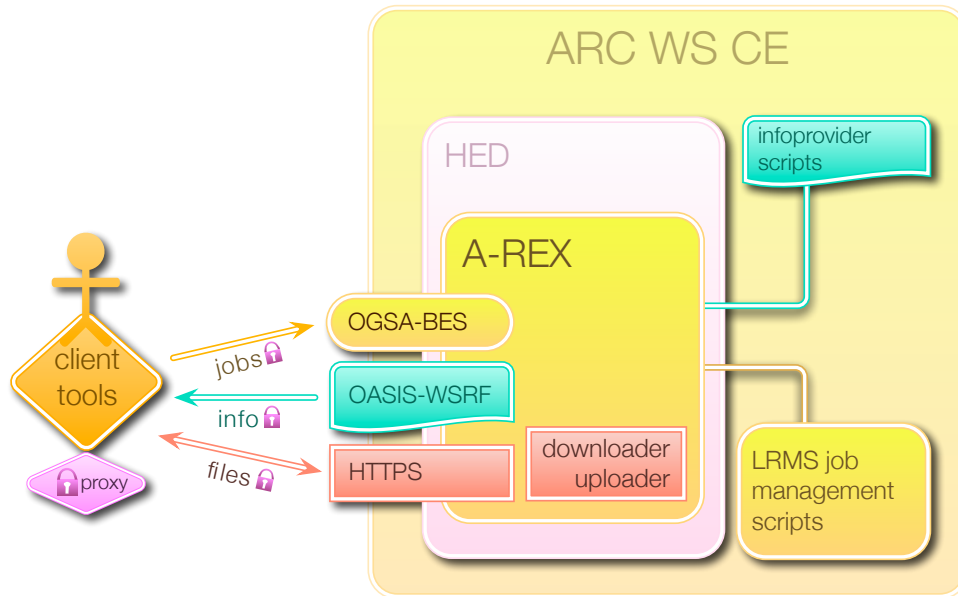 ARC WS CE
infoprovider
scripts
HED
A-REX
OGSA-BES
client
tools
jobs
OASIS-WSRF
info
downloader
uploader
HTTPS
files
proxy
LRMS job
management
scripts